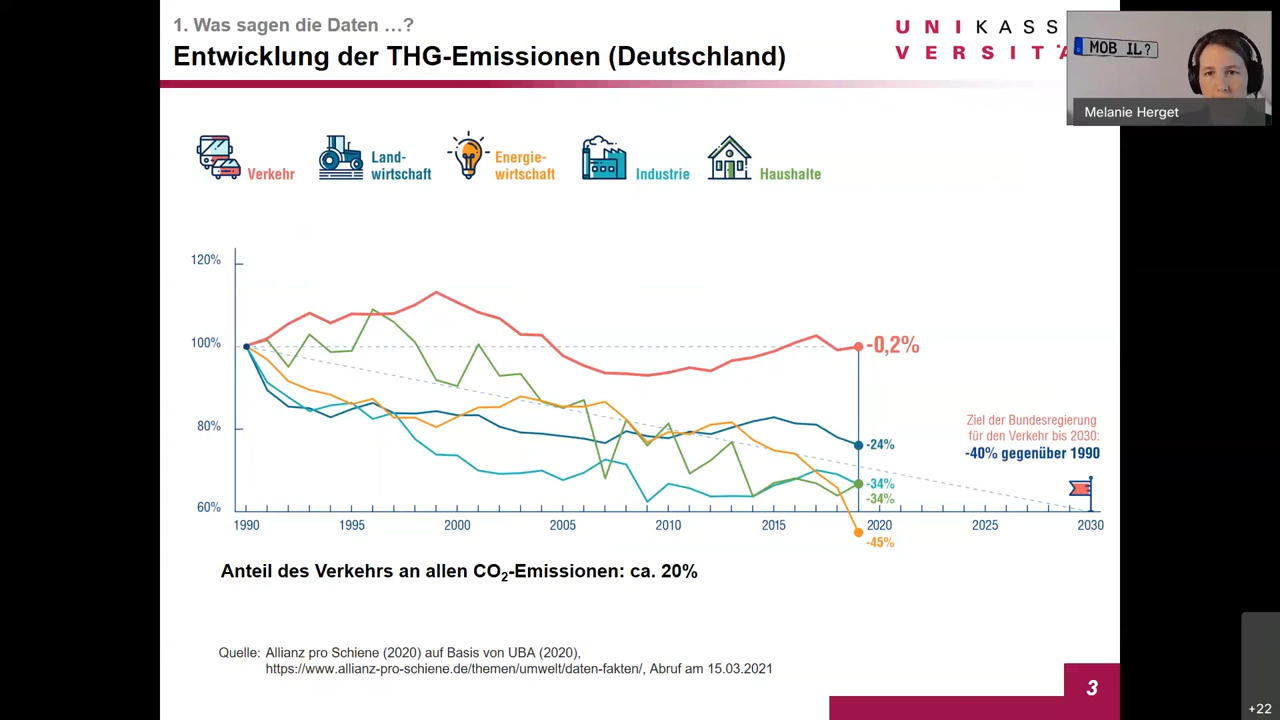 1. Was sagen die Daten …?
Entwicklung der THG-Emissionen (Deutschland)
UNIKASS
VERSITÄ
MOB IL?
Melanie Herget
Verkehr
Land-
wirtschaft
Energie-
wirtschaft
Industrie
Haushalte
120%
100%
80%
60%
-0,2%
-24%
-34%
-34%
-45%
Ziel der Bundesregierung
für den Verkehr bis 2030:
-40% gegenüber 1990
1990 1995 2000 2005 2010 2015 2020 2025 2030
Anteil des Verkehrs an allen CO₂-Emissionen: ca. 20%
Quelle: Allianz pro Schiene (2020) auf Basis von UBA (2020),
https://www.allianz-pro-schiene.de/themen/umwelt/daten-fakten/, Abruf am 15.03.2021
3
+22